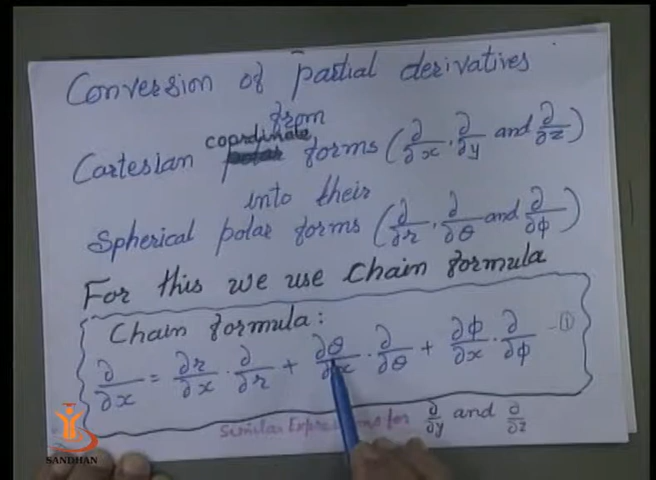 Conversion of partial derivatives
from
coordinate
Cartesian forms (∂/∂x, ∂/∂y and ∂/∂z)
into their
Spherical polar forms (∂/∂r, ∂/∂θ and ∂/∂ϕ)
For this we use Chain formula
Chain formula:
∂/∂x = ∂r/∂x · ∂/∂r + ∂θ/∂x · ∂/∂θ + ∂ϕ/∂x · ∂/∂ϕ —①
Similar Expressions for ∂/∂y and ∂/∂z
SANDHAN